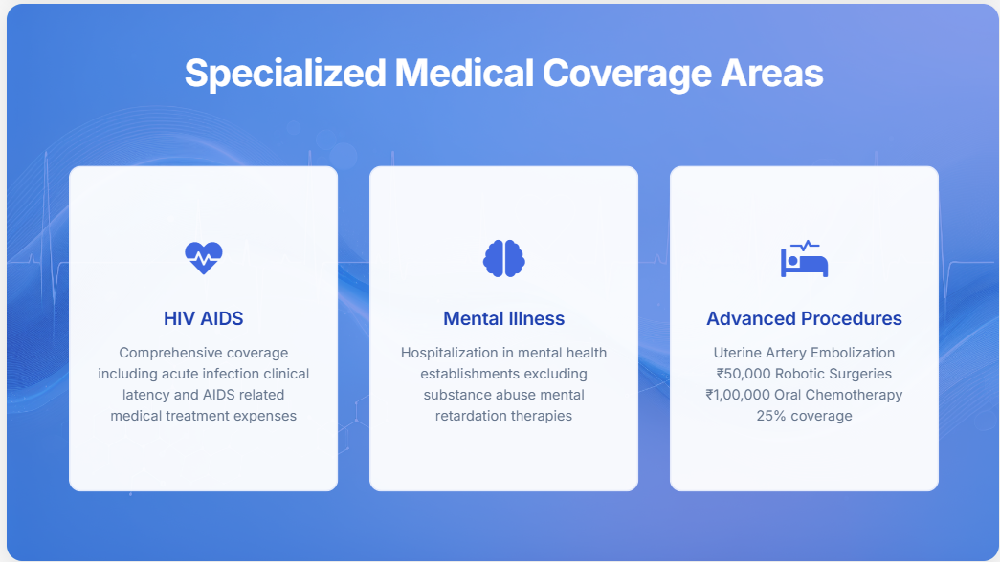 Specialized Medical Coverage Areas
HIV AIDS
Comprehensive coverage
including acute infection clinical
latency and AIDS related
medical treatment expenses
Mental Illness
Hospitalization in mental health
establishments excluding
substance abuse mental
retardation therapies
Advanced Procedures
Uterine Artery Embolization
₹50,000 Robotic Surgeries
₹1,00,000 Oral Chemotherapy
25% coverage